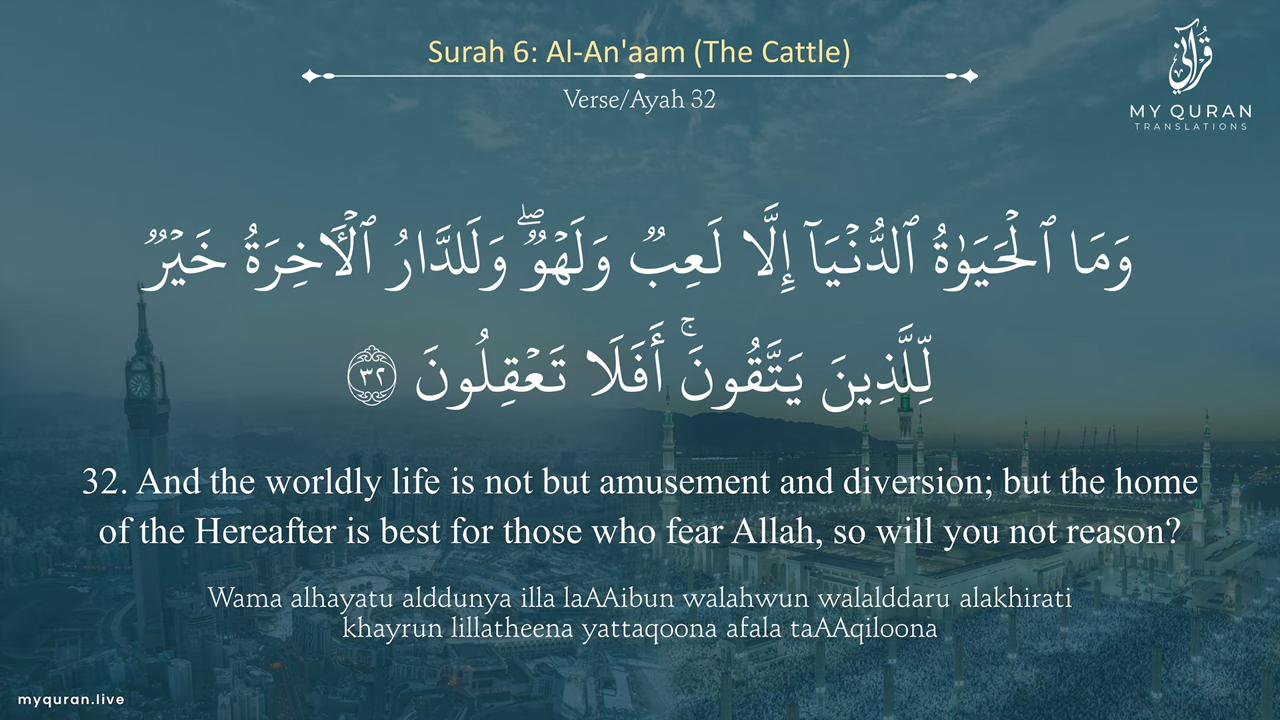 Surah 6: Al-An'aam (The Cattle)
Verse/Ayah 32
قرآني
MY QURAN
TRANSLATIONS
وَمَا ٱلْحَيَوٰةُ ٱلدُّنْيَآ إِلَّا لَعِبٌ وَلَهْوٌ ۖ وَلَلدَّارُ ٱلْـَٔاخِرَةُ خَيْرٌ
لِّلَّذِينَ يَتَّقُونَ ۚ أَفَلَا تَعْقِلُونَ ٣٢
32. And the worldly life is not but amusement and diversion; but the home
of the Hereafter is best for those who fear Allah, so will you not reason?
Wama alhayatu alddunya illa laAAibun walahwun walalddaru alakhirati
khayrun lillatheena yattaqoona afala taAAqiloona
myquran.live